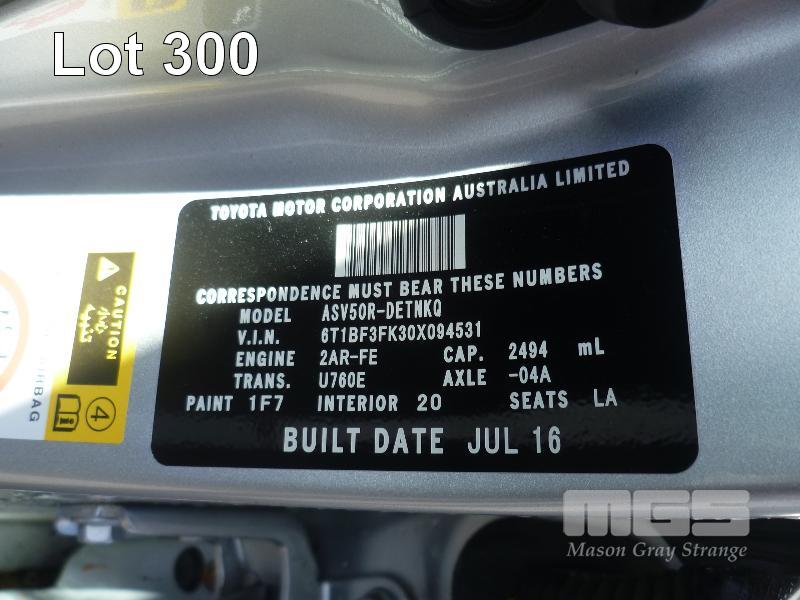 Lot 300
TOYOTA MOTOR CORPORATION AUSTRALIA LIMITED
CORRESPONDENCE MUST BEAR THESE NUMBERS
MODEL ASV50R-DETNKQ
V.I.N. 6T1BF3FK30X094531
ENGINE 2AR-FE CAP. 2494 mL
TRANS. U760E AXLE -04A
PAINT 1F7 INTERIOR 20 SEATS LA
BUILT DATE JUL 16
CAUTION
4
MGS
Mason Gray Strange